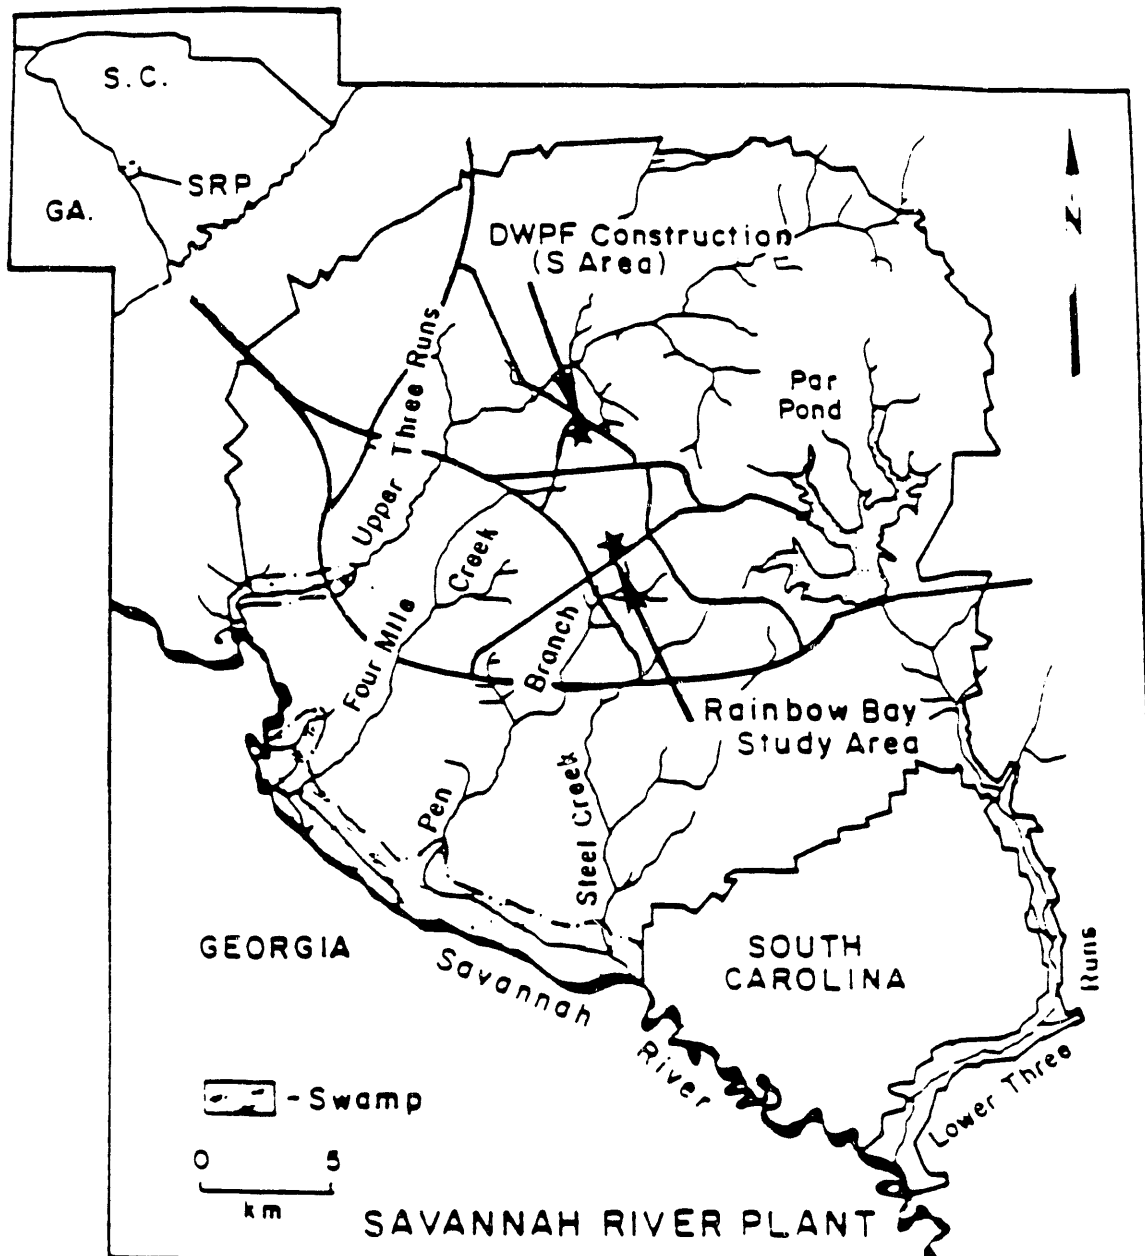 S.C.
SRP
GA.
N
DWPF Construction
(S Area)
Par
Pond
Upper Three Runs
Four Mile Creek
Pen Branch
Steel Creek
Rainbow Bay
Study Area
GEORGIA
SOUTH
CAROLINA
Savannah River
Lower Three Runs
-Swamp
0 5
km
SAVANNAH RIVER PLANT